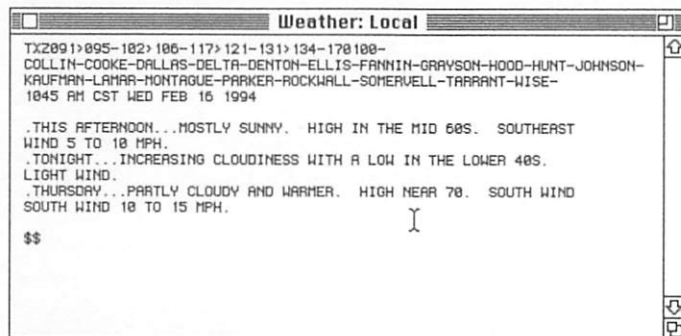 Weather: Local
TXZ091>095-102>106-117>121-131>134-170100-
COLLIN-COOKE-DALLAS-DELTA-DENTON-ELLIS-FANNIN-GRAYSON-HOOD-HUNT-JOHNSON-
KAUFMAN-LAMAR-MONTAGUE-PARKER-ROCKWALL-SOMERVELL-TARRANT-WISE-
1045 AM CST WED FEB 16 1994
.THIS AFTERNOON...MOSTLY SUNNY.  HIGH IN THE MID 60S.  SOUTHEAST
WIND 5 TO 10 MPH.
.TONIGHT...INCREASING CLOUDINESS WITH A LOW IN THE LOWER 40S.
LIGHT WIND.
.THURSDAY...PARTLY CLOUDY AND WARMER.  HIGH NEAR 70.  SOUTH WIND
SOUTH WIND 10 TO 15 MPH.
$$